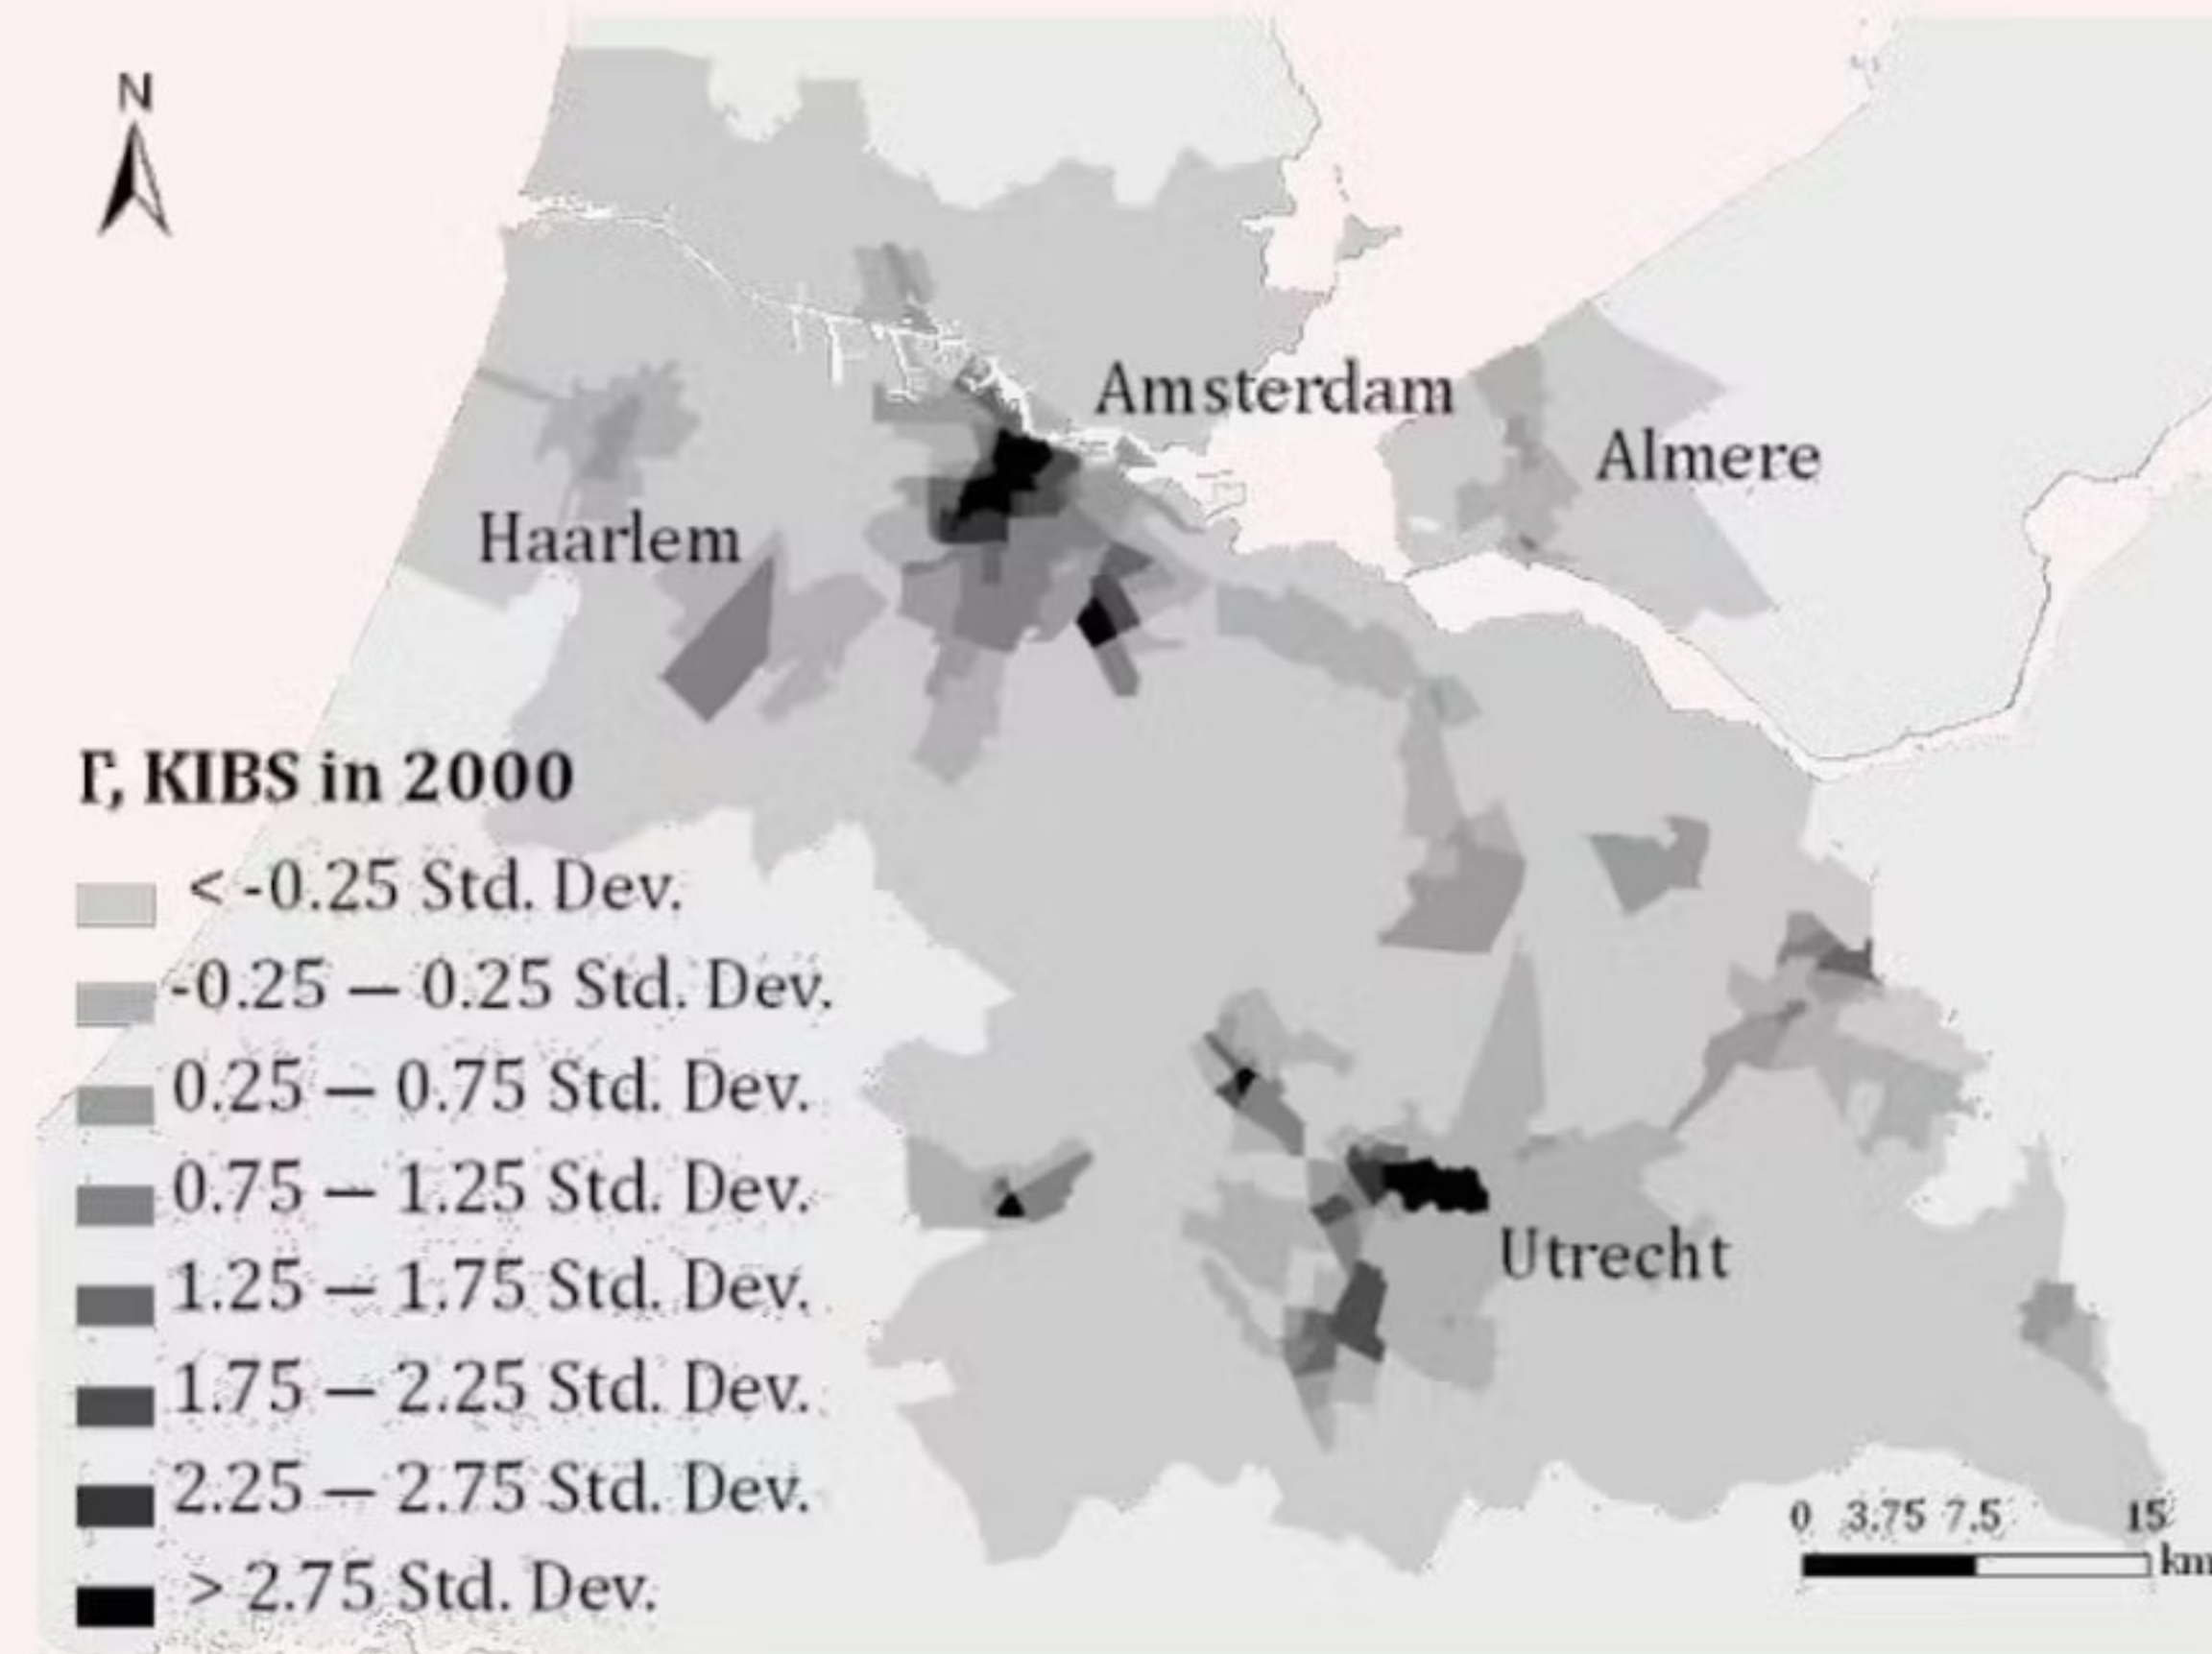 N
Amsterdam
Almere
Haarlem
Γ, KIBS in 2000
< -0.25 Std. Dev.
-0.25 — 0.25 Std. Dev.
0.25 — 0.75 Std. Dev.
0.75 — 1.25 Std. Dev.
1.25 — 1.75 Std. Dev.
1.75 — 2.25 Std. Dev.
2.25 — 2.75 Std. Dev.
> 2.75 Std. Dev.
Utrecht
0 3.75 7.5 15
km